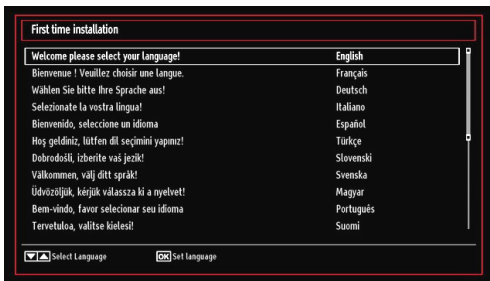 First time installation
Welcome please select your language! English
Bienvenue ! Veuillez choisir une langue. Français
Wählen Sie bitte Ihre Sprache aus! Deutsch
Selezionate la vostra lingua! Italiano
Bienvenido, seleccione un idioma Español
Hoş geldiniz, lütfen dil seçimini yapınız! Türkçe
Dobrodošli, izberite vaš jezik! Slovenski
Välkommen, välj ditt språk! Svenska
Üdvözöljük, kérjük válassza ki a nyelvet! Magyar
Bem-vindo, favor selecionar seu idioma Português
Tervetuloa, valitse kielesi! Suomi
Select Language OK Set language